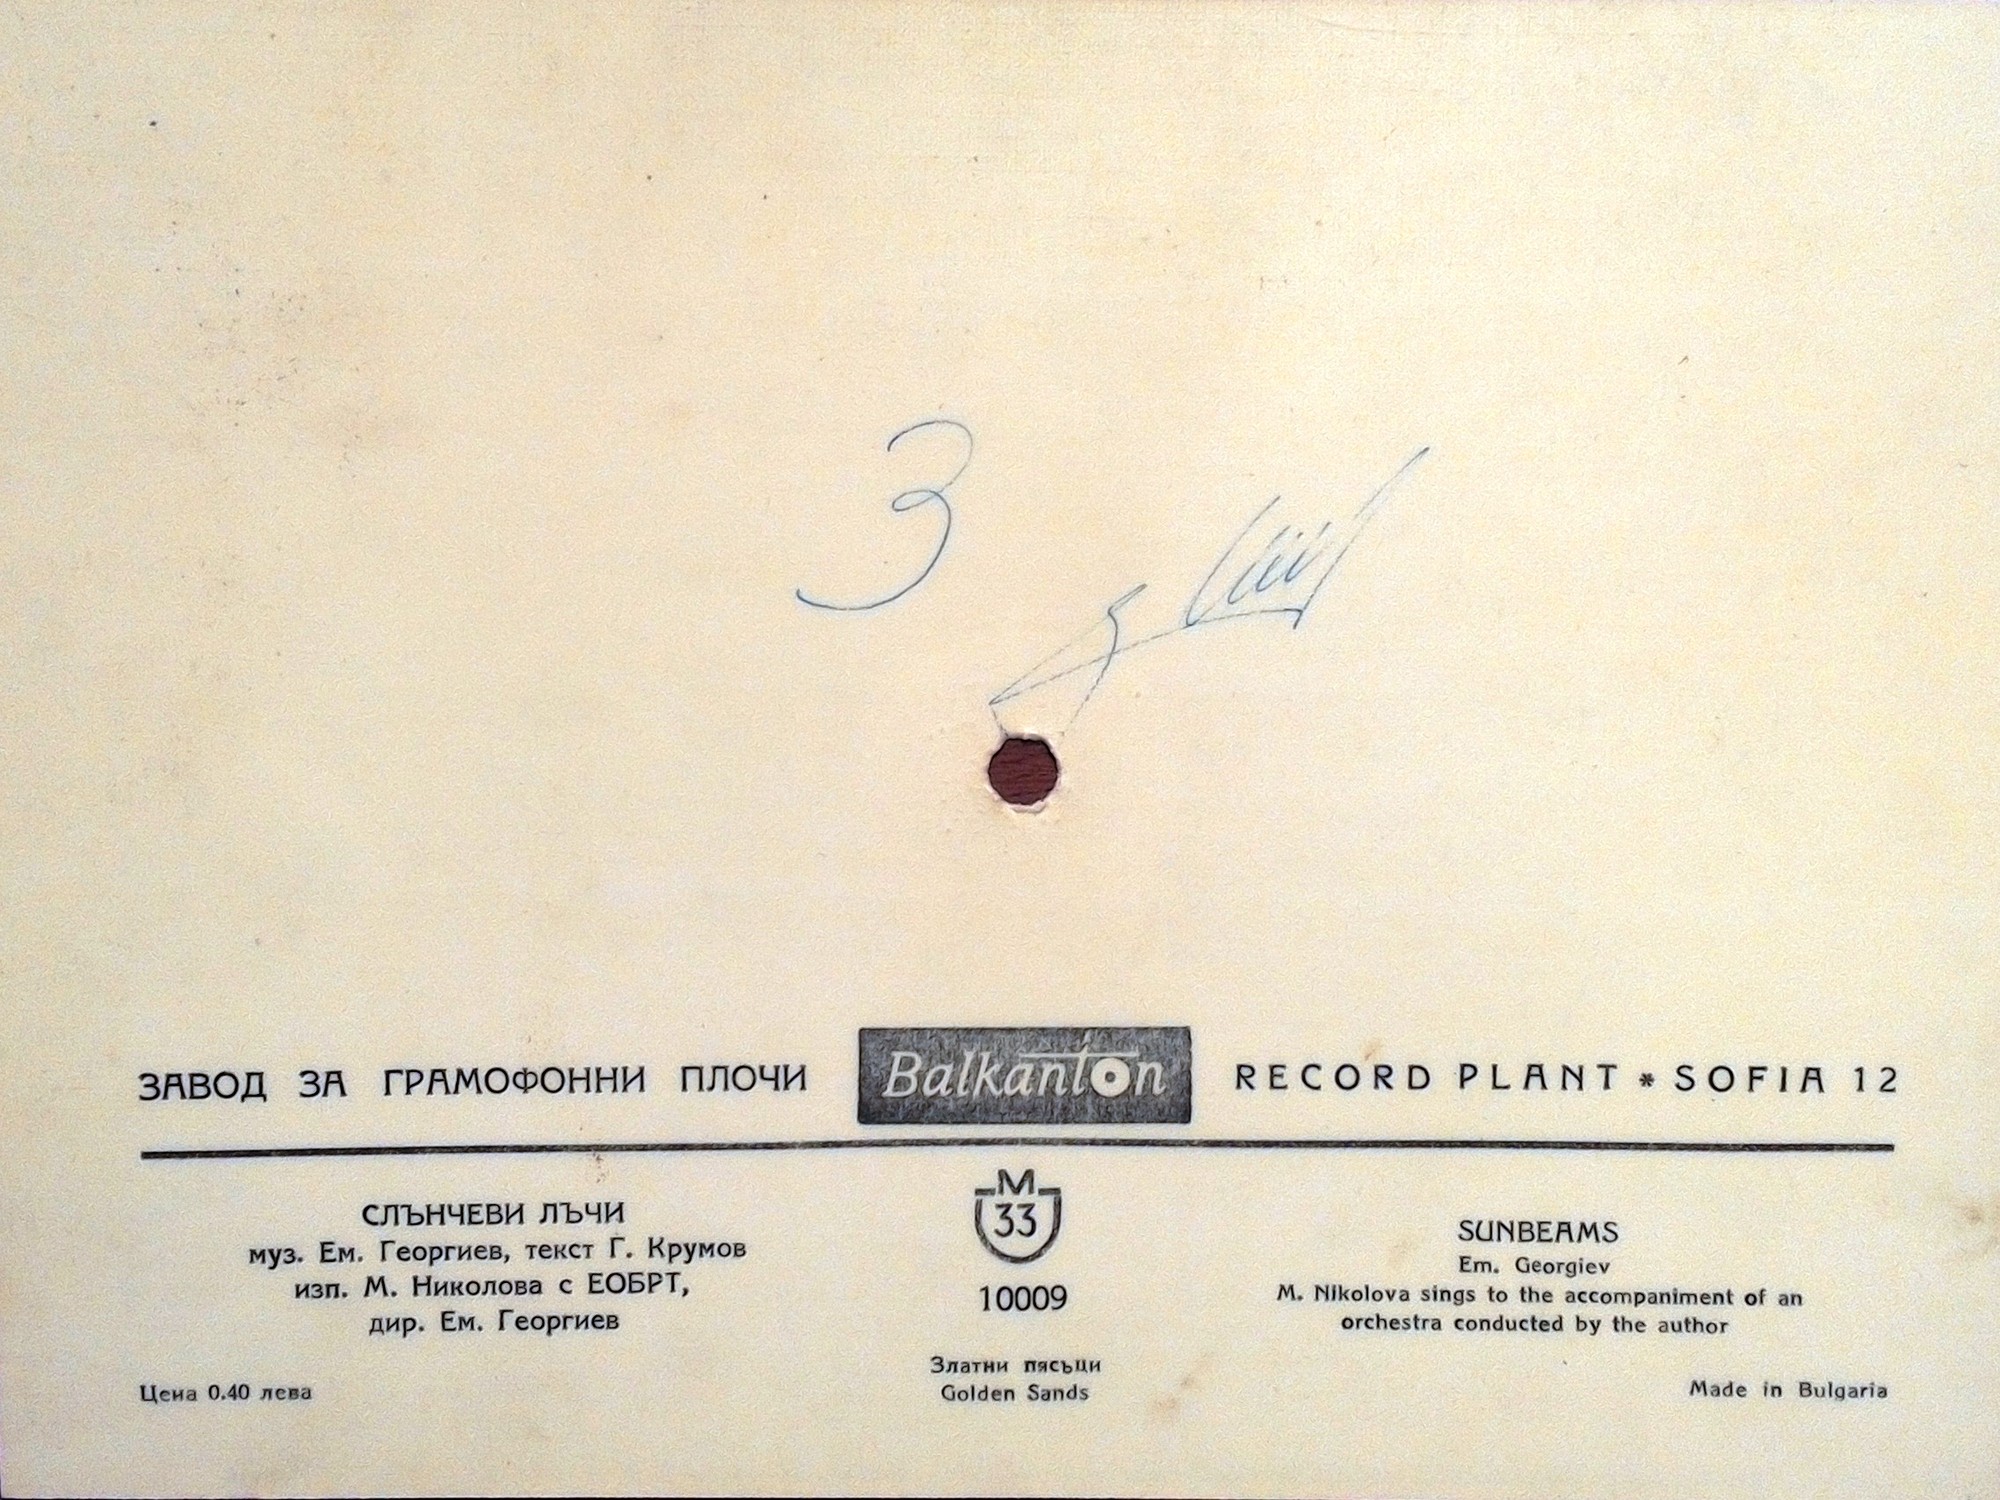 3
ЗАВОД ЗА ГРАМОФОННИ ПЛОЧИ Balkanton RECORD PLANT * SOFIA 12
СЛЪНЧЕВИ ЛЪЧИ
муз. Ем. Георгиев, текст Г. Крумов
изп. М. Николова с ЕОБРТ,
дир. Ем. Георгиев
Цена 0.40 лева
М
33
10009
Златни пясъци
Golden Sands
SUNBEAMS
Em. Georgiev
M. Nikolova sings to the accompaniment of an
orchestra conducted by the author
Made in Bulgaria